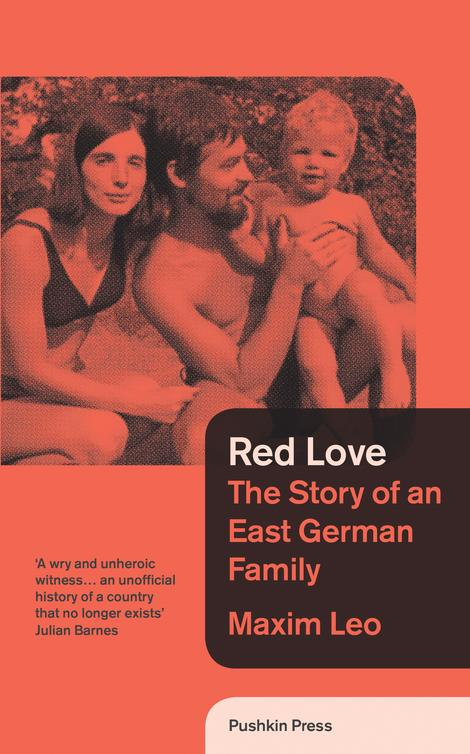 Red Love
The Story of an
East German
Family
Maxim Leo
‘A wry and unheroic
witness... an unofficial
history of a country
that no longer exists’
Julian Barnes
Pushkin Press